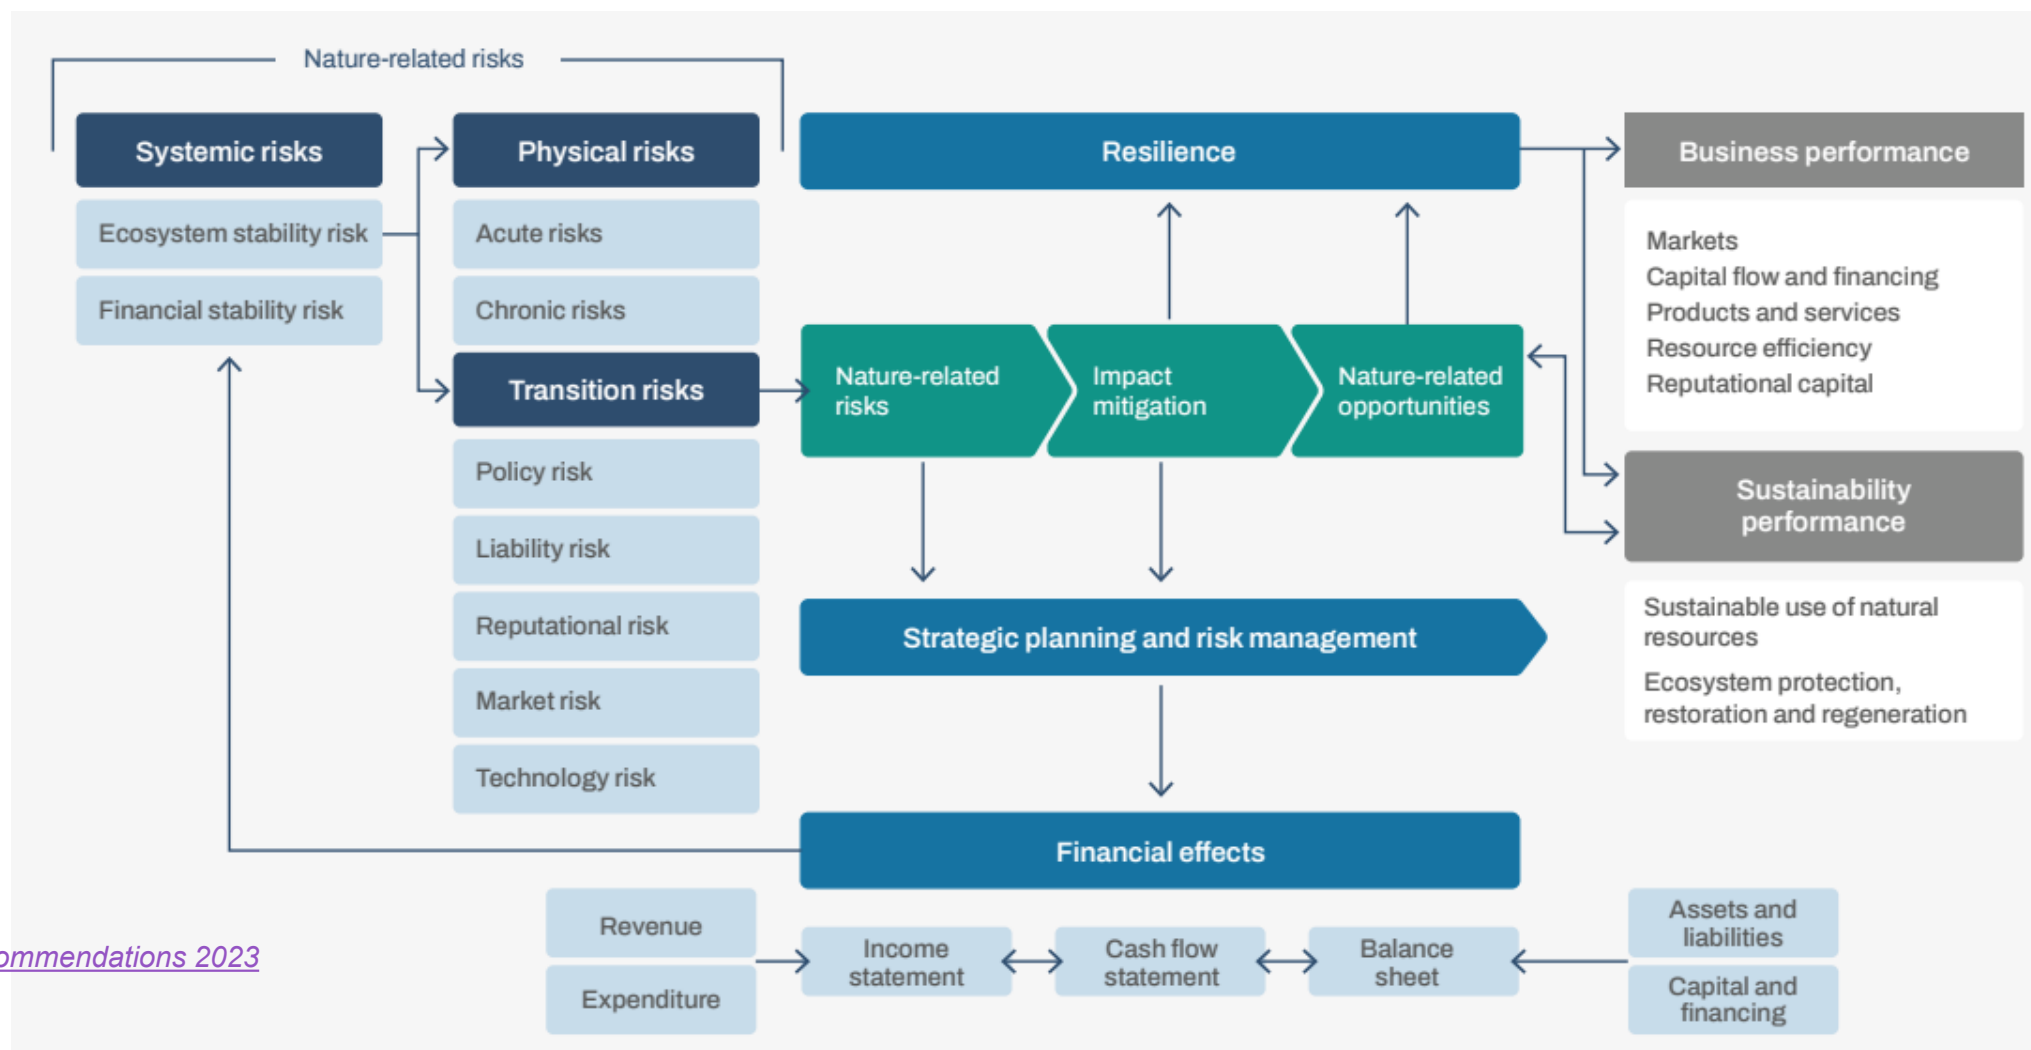 Nature-related risks
Systemic risks
Ecosystem stability risk
Financial stability risk
Physical risks
Acute risks
Chronic risks
Transition risks
Policy risk
Liability risk
Reputational risk
Market risk
Technology risk
Resilience
Nature-related
risks
Impact
mitigation
Nature-related
opportunities
Strategic planning and risk management
Financial effects
Business performance
Markets
Capital flow and financing
Products and services
Resource efficiency
Reputational capital
Sustainability
performance
Sustainable use of natural
resources
Ecosystem protection,
restoration and regeneration
Revenue
Expenditure
Income
statement
Cash flow
statement
Balance
sheet
Assets and
liabilities
Capital and
financing
ommendations 2023